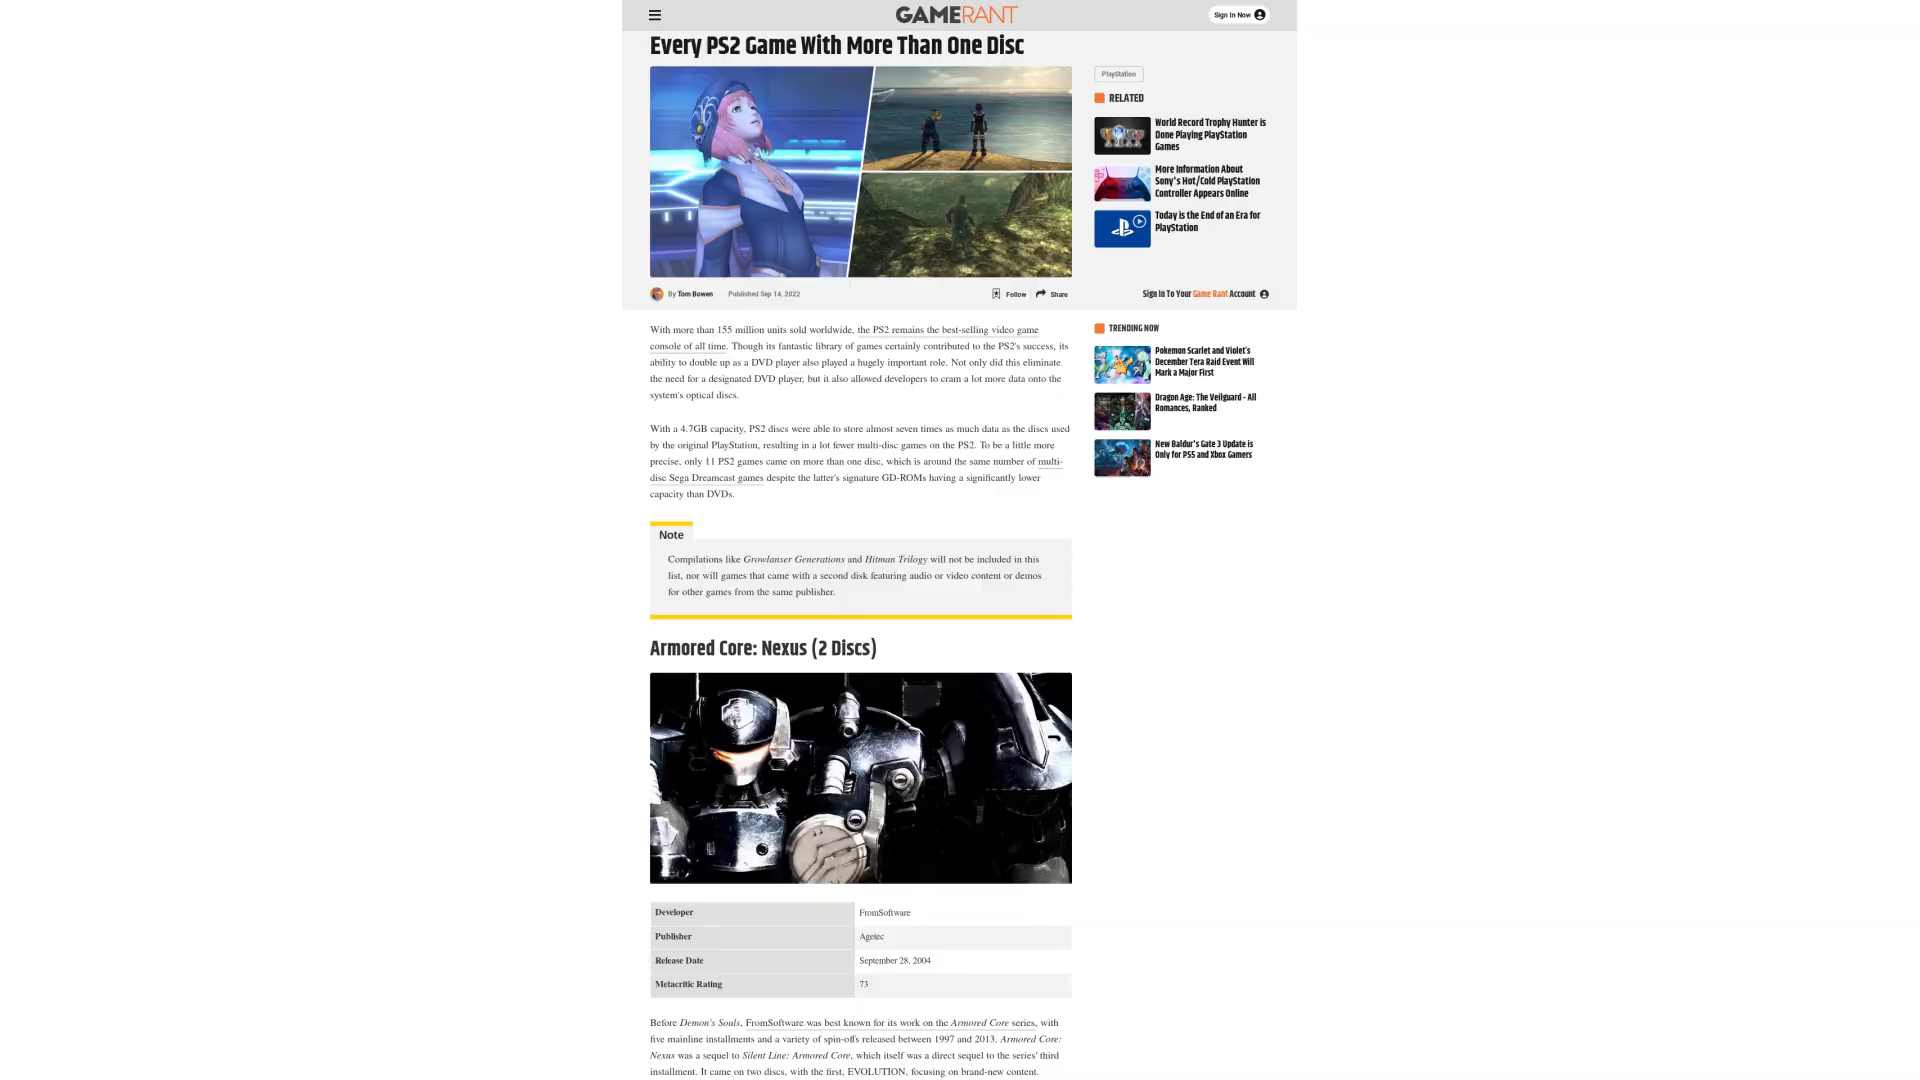 GAMERANT
Sign In Now
Every PS2 Game With More Than One Disc
By Tom Bowen
Published Sep 14, 2022
Follow
Share
PlayStation
RELATED
World Record Trophy Hunter is
Done Playing PlayStation
Games
More Information About
Sony's Hot/Cold PlayStation
Controller Appears Online
Today is the End of an Era for
PlayStation
Sign In To Your Game Rant Account
With more than 155 million units sold worldwide, the PS2 remains the best-selling video game
console of all time. Though its fantastic library of games certainly contributed to the PS2's success, its
ability to double up as a DVD player also played a hugely important role. Not only did this eliminate
the need for a designated DVD player, but it also allowed developers to cram a lot more data onto the
system's optical discs.
With a 4.7GB capacity, PS2 discs were able to store almost seven times as much data as the discs used
by the original PlayStation, resulting in a lot fewer multi-disc games on the PS2. To be a little more
precise, only 11 PS2 games came on more than one disc, which is around the same number of multi-
disc Sega Dreamcast games despite the latter's signature GD-ROMs having a significantly lower
capacity than DVDs.
Note
Compilations like Growlanser Generations and Hitman Trilogy will not be included in this
list, nor will games that came with a second disk featuring audio or video content or demos
for other games from the same publisher.
Armored Core: Nexus (2 Discs)
Developer FromSoftware
Publisher Agetec
Release Date September 28, 2004
Metacritic Rating 73
Before Demon's Souls, FromSoftware was best known for its work on the Armored Core series, with
five mainline installments and a variety of spin-offs released between 1997 and 2013. Armored Core:
Nexus was a sequel to Silent Line: Armored Core, which itself was a direct sequel to the series' third
installment. It came on two discs, with the first, EVOLUTION, focusing on brand-new content.
TRENDING NOW
Pokemon Scarlet and Violet's
December Tera Raid Event Will
Mark a Major First
Dragon Age: The Veilguard - All
Romances, Ranked
New Baldur's Gate 3 Update is
Only for PS5 and Xbox Gamers